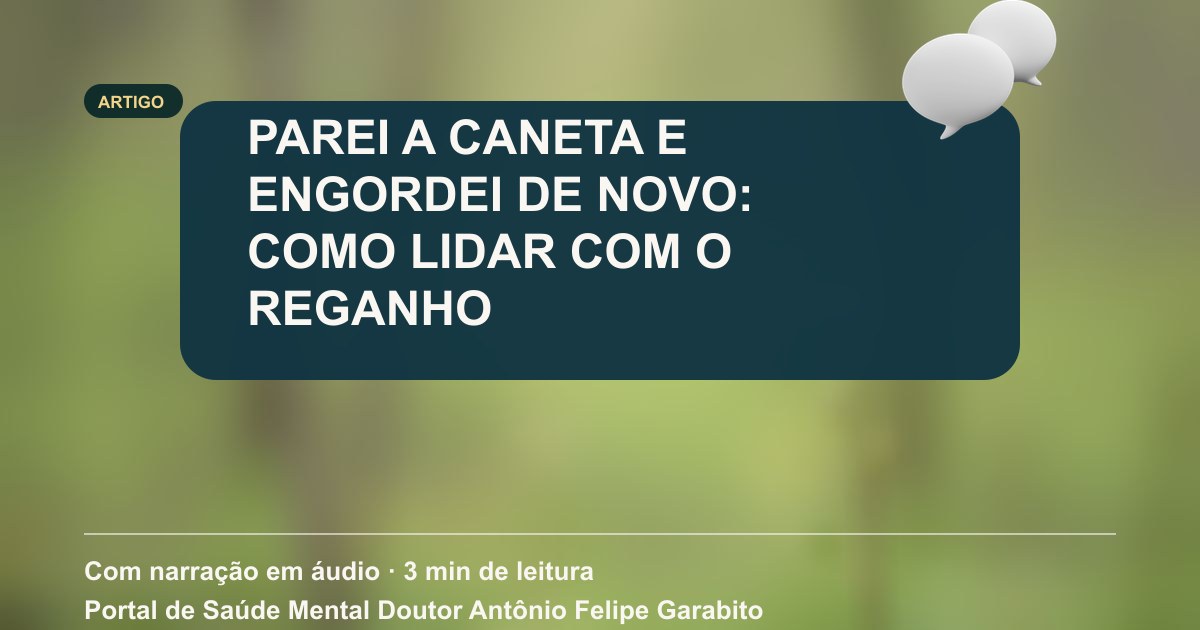 ARTIGO
PAREI A CANETA E
ENGORDEI DE NOVO:
COMO LIDAR COM O
REGANHO
Com narração em áudio · 3 min de leitura
Portal de Saúde Mental Doutor Antônio Felipe Garabito